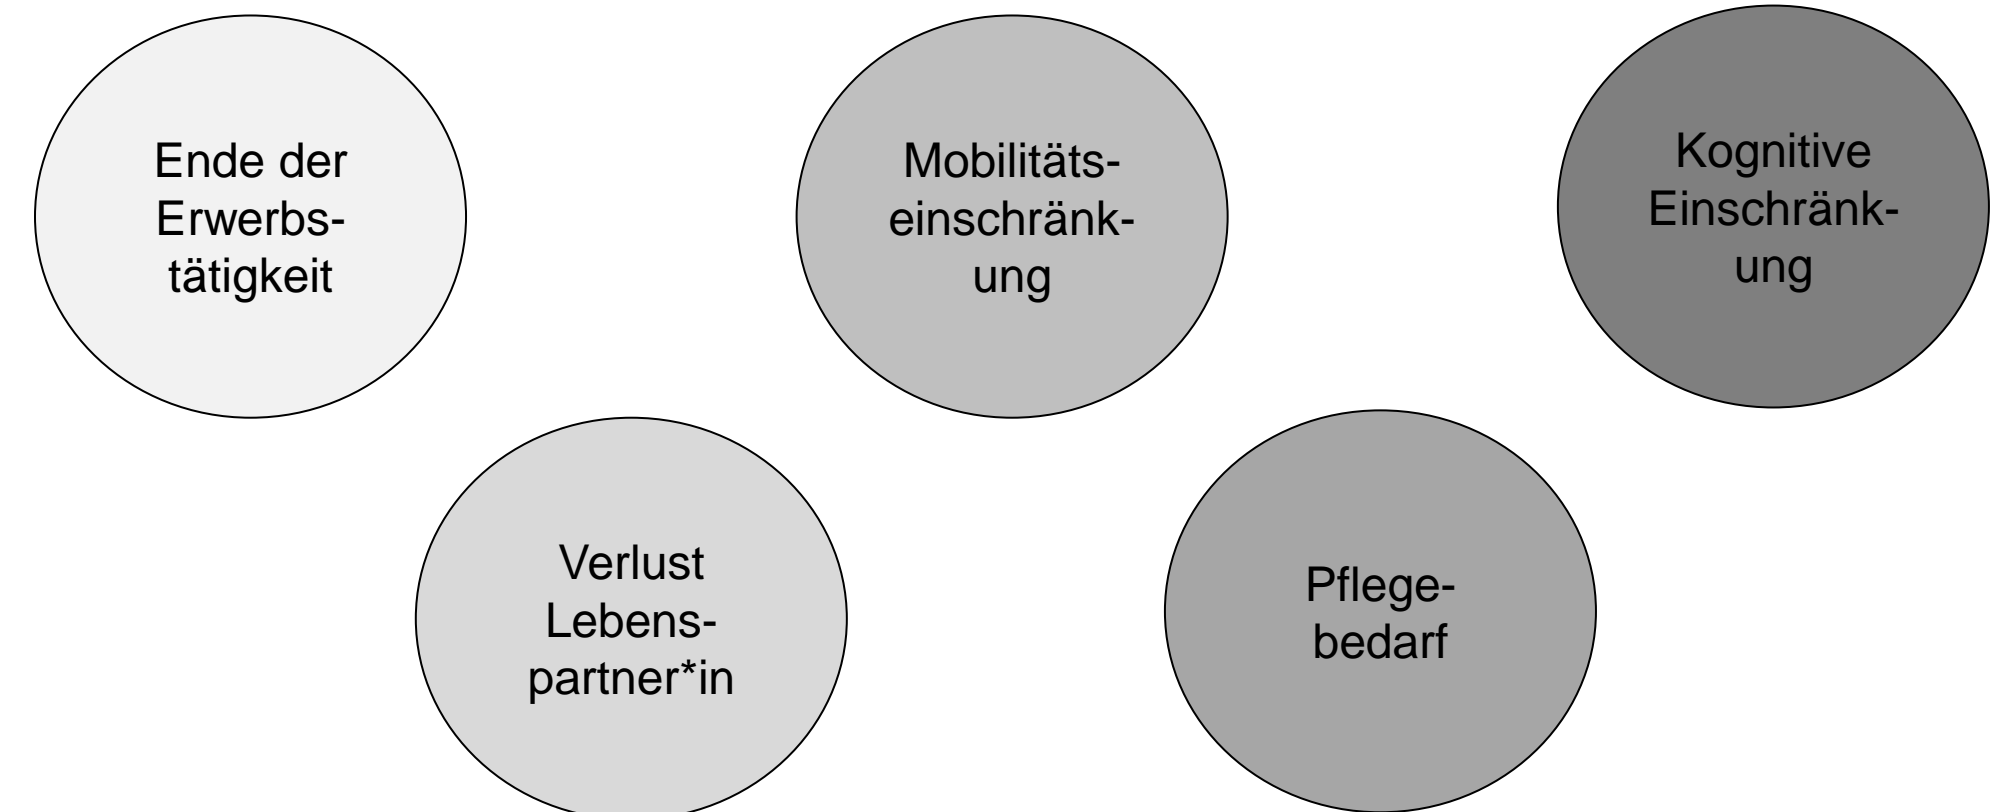 Ende der
Erwerbs-
tätigkeit
Verlust
Lebens-
partner*in
Mobilitäts-
einschränk-
ung
Pflege-
bedarf
Kognitive
Einschränk-
ung